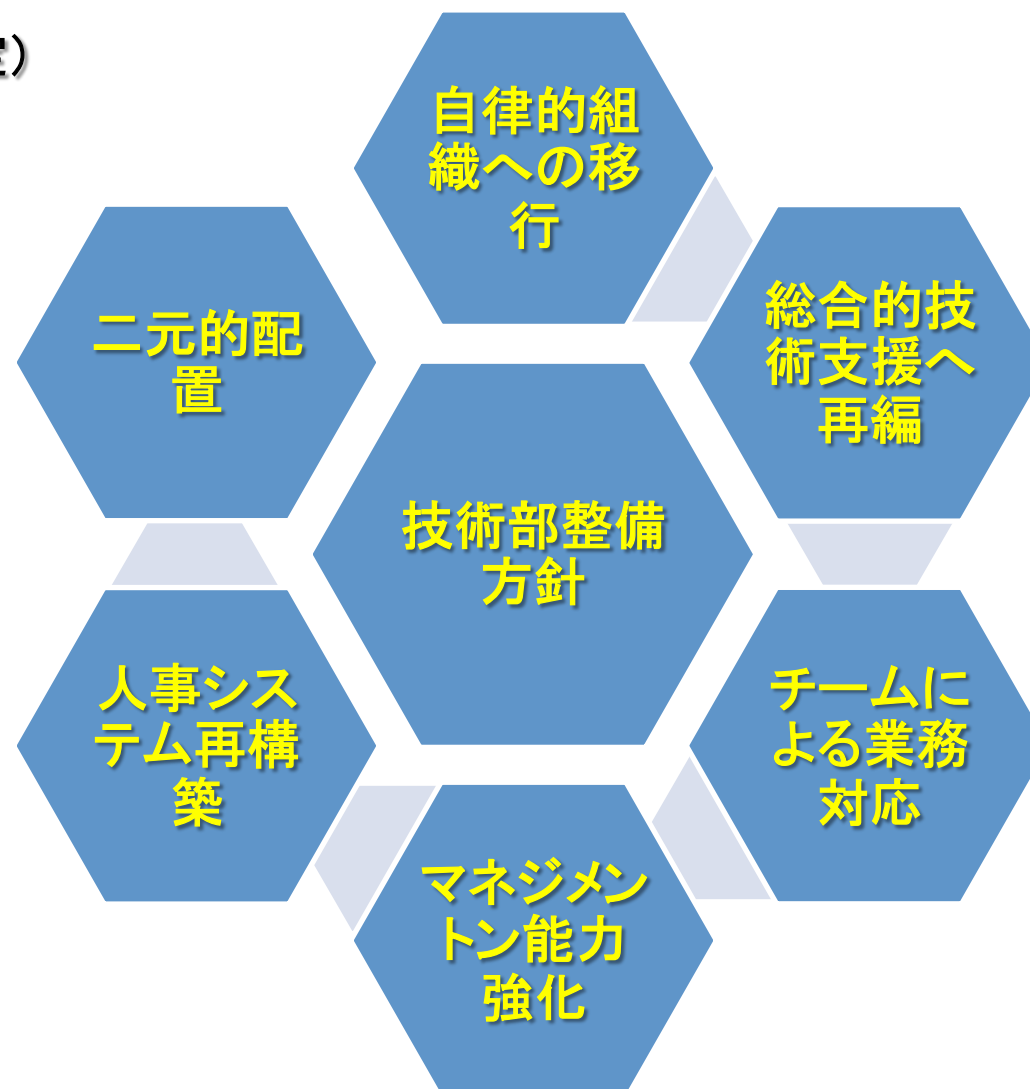 定）
自律的組
織への移
行
総合的技
術支援へ
再編
二元的配
置
技術部整備
方針
チームに
よる業務
対応
人事シス
テム再構
築
マネジメン
トン能力
強化